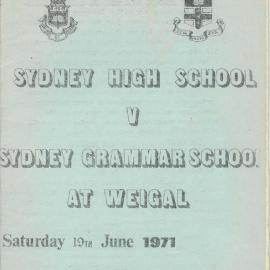 SYDNEY HIGH SCHOOL
V
SYDNEY GRAMMAR SCHOOL
AT WEIGAL
Saturday 19TH June 1971